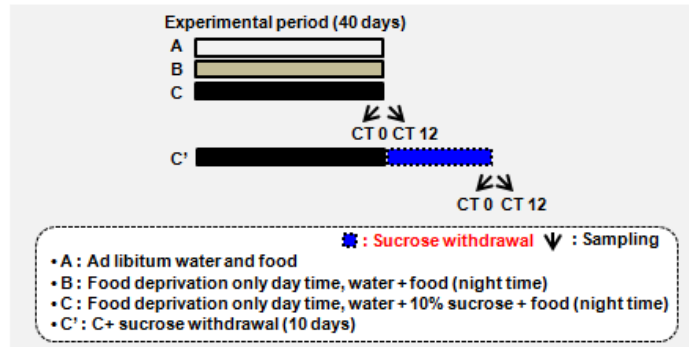 Experimental period (40 days)
A
B
C
CT 0 CT 12
C'
CT 0 CT 12
: Sucrose withdrawal : Sampling
• A : Ad libitum water and food
• B : Food deprivation only day time, water + food (night time)
• C : Food deprivation only day time, water + 10% sucrose + food (night time)
• C' : C+ sucrose withdrawal (10 days)